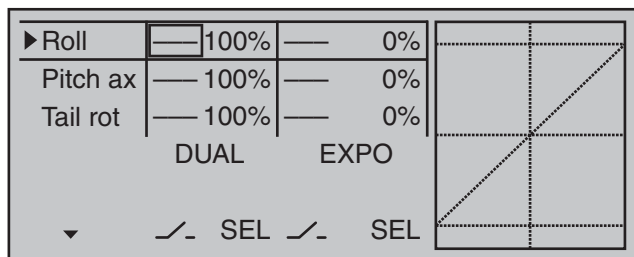 Roll ––– 100% ––– 0%
Pitch ax ––– 100% ––– 0%
Tail rot ––– 100% ––– 0%
DUAL EXPO
SEL SEL